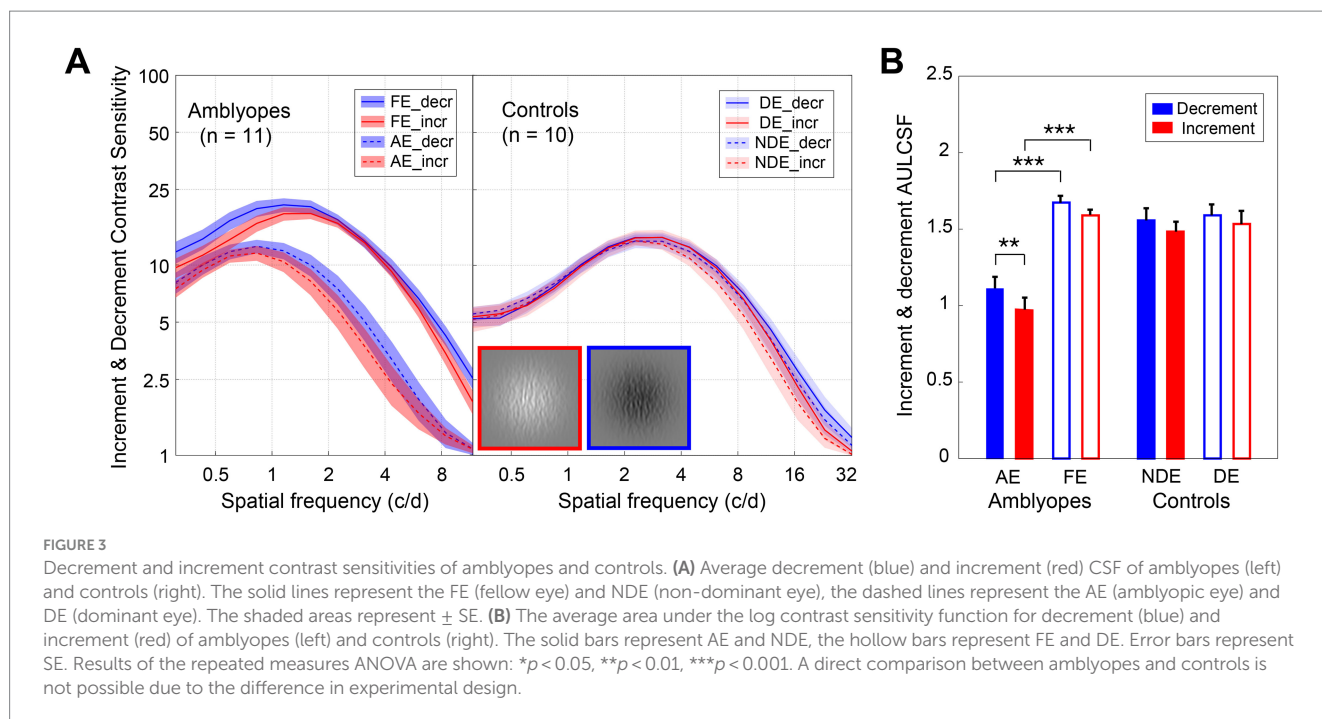 A
Increment & Decrement Contrast Sensitivity
100
50
25
10
5
2.5
1
Amblyopes
(n = 11)
FE_decr
FE_incr
AE_decr
AE_incr
0.5 1 2 4 8
Spatial frequency (c/d)
Controls
(n = 10)
DE_decr
DE_incr
NDE_decr
NDE_incr
0.5 1 2 4 8 16 32
Spatial frequency (c/d)
B
Increment & decrement AULCSF
2.5
2
1.5
1
0.5
0
Decrement
Increment
***
***
**
AE FE NDE DE
Amblyopes Controls
FIGURE 3
Decrement and increment contrast sensitivities of amblyopes and controls. (A) Average decrement (blue) and increment (red) CSF of amblyopes (left)
and controls (right). The solid lines represent the FE (fellow eye) and NDE (non-dominant eye), the dashed lines represent the AE (amblyopic eye) and
DE (dominant eye). The shaded areas represent ± SE. (B) The average area under the log contrast sensitivity function for decrement (blue) and
increment (red) of amblyopes (left) and controls (right). The solid bars represent AE and NDE, the hollow bars represent FE and DE. Error bars represent
SE. Results of the repeated measures ANOVA are shown: *p < 0.05, **p < 0.01, ***p < 0.001. A direct comparison between amblyopes and controls is
not possible due to the difference in experimental design.